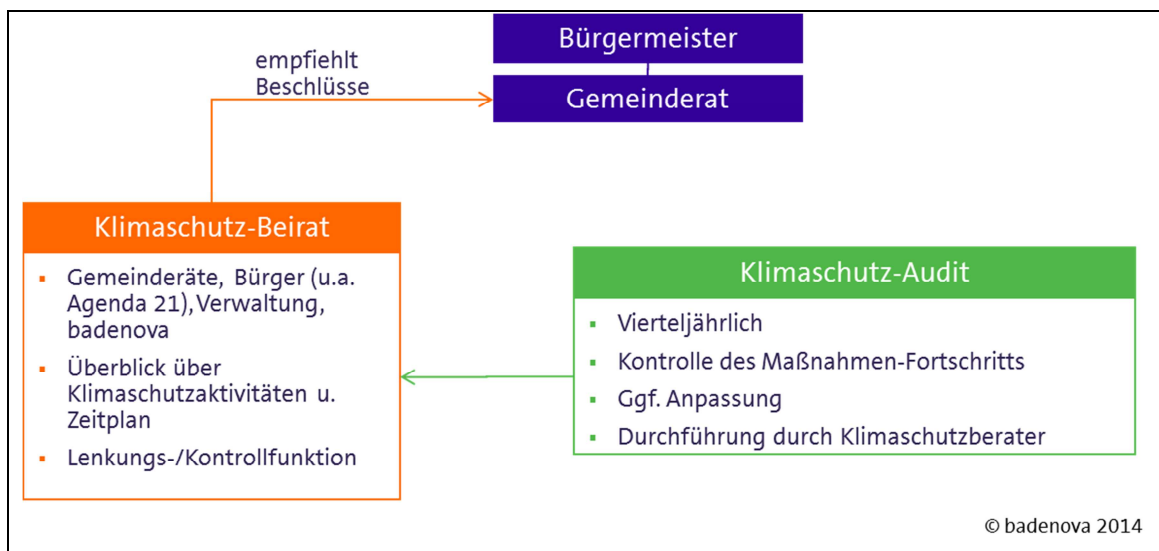 Bürgermeister
empfiehlt
Beschlüsse
Gemeinderat
Klimaschutz-Beirat
▪ Gemeinderäte, Bürger (u.a.
Agenda 21), Verwaltung,
badenova
▪ Überblick über
Klimaschutzaktivitäten u.
Zeitplan
▪ Lenkungs-/Kontrollfunktion
Klimaschutz-Audit
▪ Vierteljährlich
▪ Kontrolle des Maßnahmen-Fortschritts
▪ Ggf. Anpassung
▪ Durchführung durch Klimaschutzberater
© badenova 2014